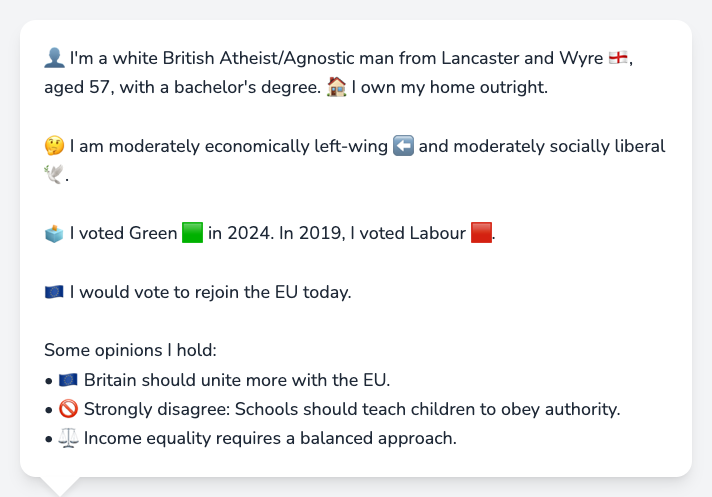 👤 I'm a white British Atheist/Agnostic man from Lancaster and Wyre 🏴󠁧󠁢󠁥󠁮󠁧󠁿,
aged 57, with a bachelor's degree. 🏠 I own my home outright.
🤔 I am moderately economically left-wing ⬅️ and moderately socially liberal
🕊️.
🗳️ I voted Green 🟩 in 2024. In 2019, I voted Labour 🟥.
🇪🇺 I would vote to rejoin the EU today.
Some opinions I hold:
• 🇪🇺 Britain should unite more with the EU.
• 🚫 Strongly disagree: Schools should teach children to obey authority.
• ⚖️ Income equality requires a balanced approach.